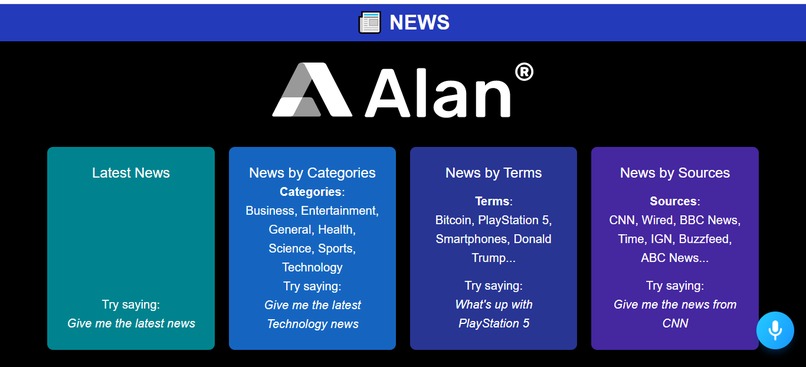 NEWS
Alan®
Latest News
Try saying:
Give me the latest news
News by Categories
Categories:
Business, Entertainment,
General, Health,
Science, Sports,
Technology
Try saying:
Give me the latest
Technology news
News by Terms
Terms:
Bitcoin, PlayStation 5,
Smartphones, Donald
Trump...
Try saying:
What's up with
PlayStation 5
News by Sources
Sources:
CNN, Wired, BBC News,
Time, IGN, Buzzfeed,
ABC News...
Try saying:
Give me the news from
CNN